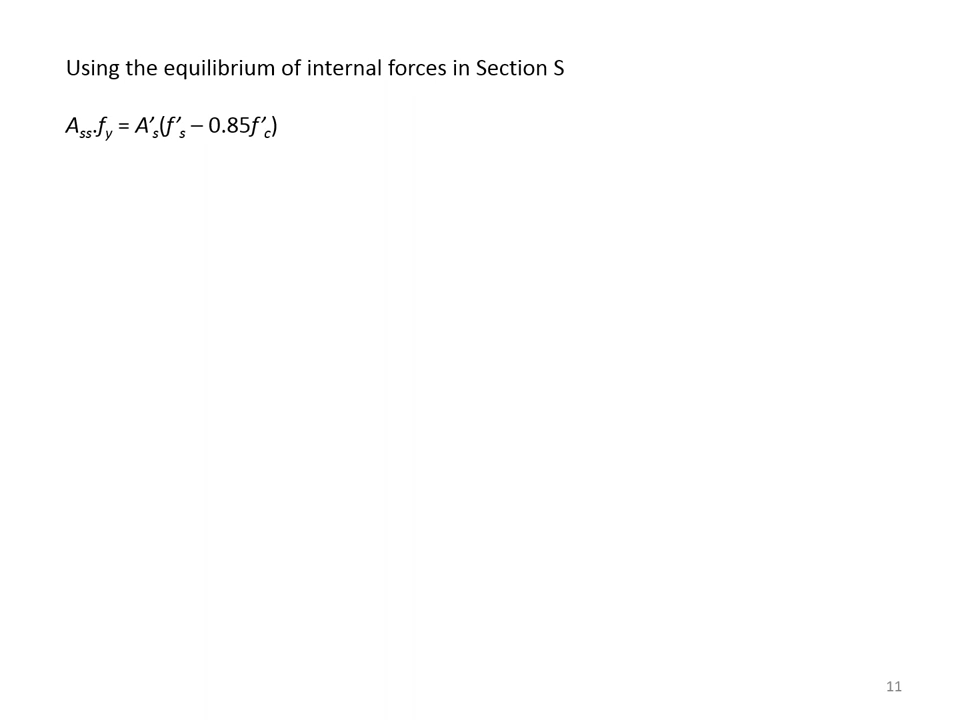 Using the equilibrium of internal forces in Section S
Ass.fy = A’s(f’s – 0.85f’c)
11